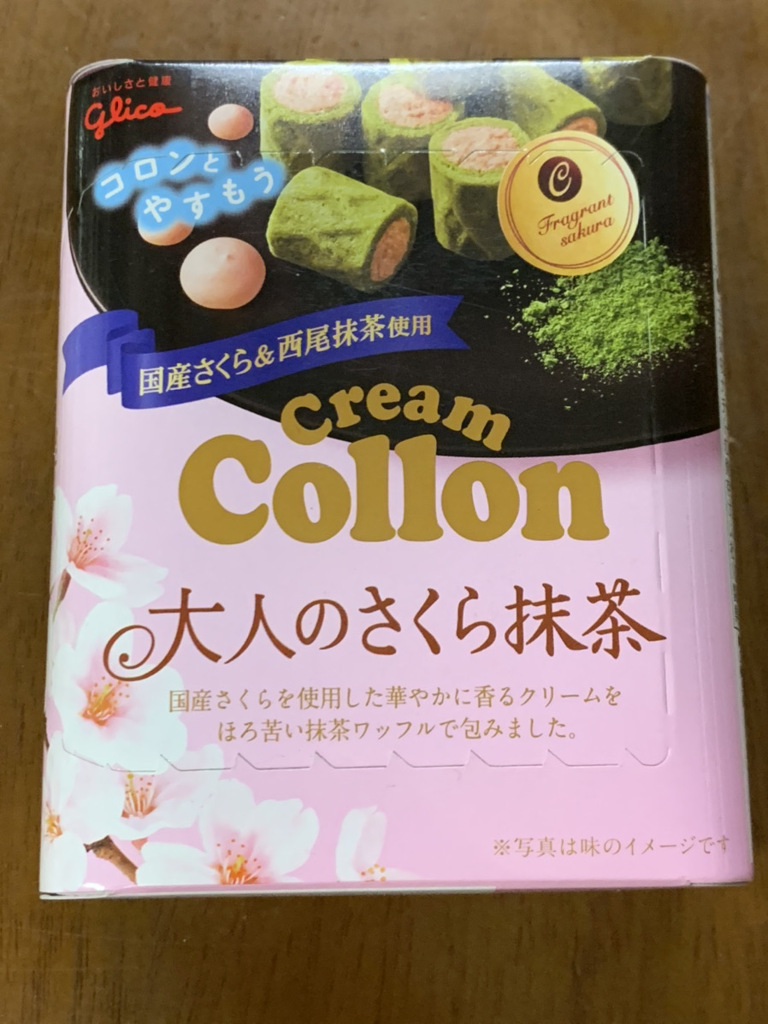 おいしさと健康
Glico
コロンと
やすもう
C
Fragrant
sakura
国産さくら&西尾抹茶使用
Cream
Collon
大人のさくら抹茶
国産さくらを使用した華やかに香るクリームを
ほろ苦い抹茶ワッフルで包みました。
※写真は味のイメージです